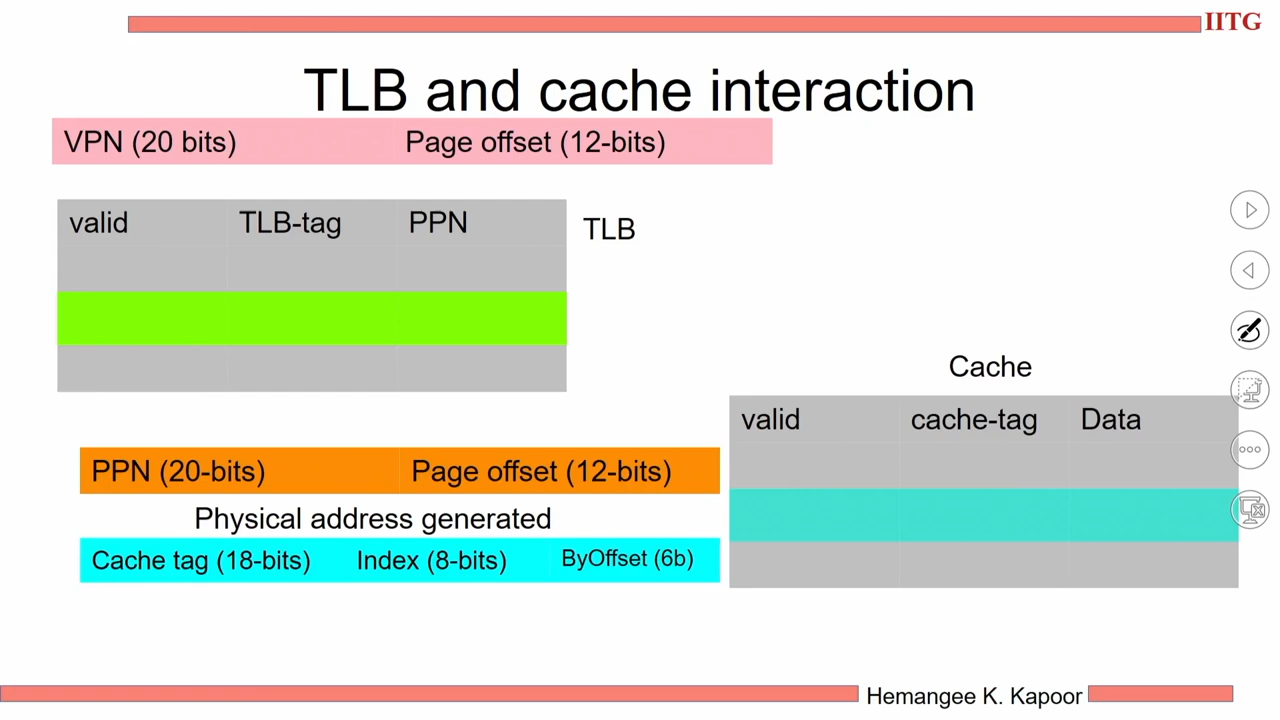 IITG
TLB and cache interaction
VPN (20 bits) Page offset (12-bits)
valid TLB-tag PPN
TLB
Cache
valid cache-tag Data
PPN (20-bits) Page offset (12-bits)
Physical address generated
Cache tag (18-bits) Index (8-bits) ByOffset (6b)
Hemangee K. Kapoor